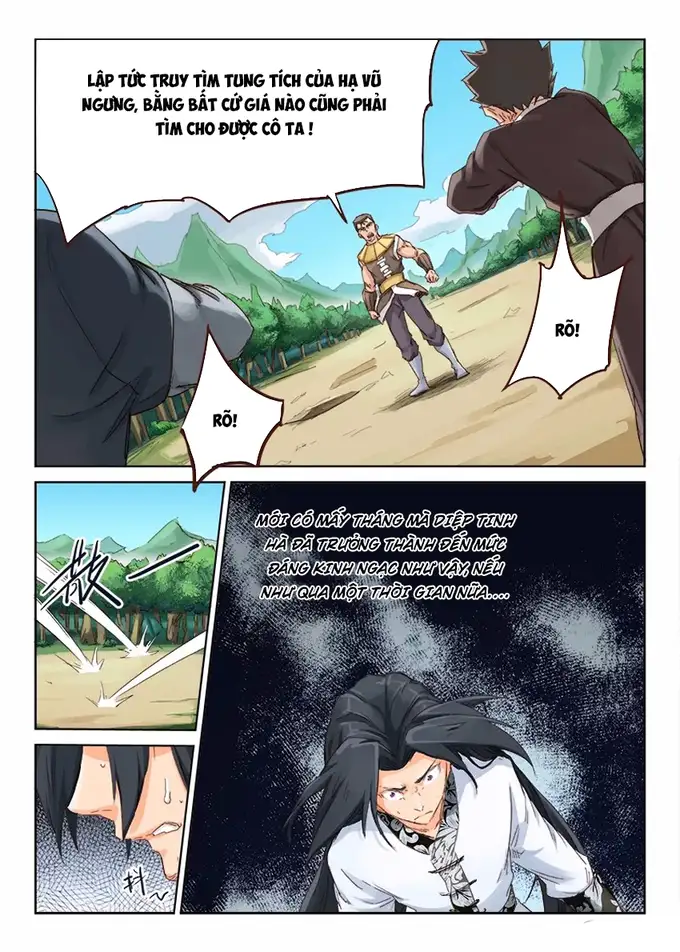 LẬP TỨC TRUY TÌM TUNG TÍCH CỦA HẠ VŨ
NGƯNG, BẰNG BẤT CỨ GIÁ NÀO CŨNG PHẢI
TÌM CHO ĐƯỢC CÔ TA !
RÕ!
RÕ!
MỚI CÓ MẤY THÁNG MÀ DIỆP TINH
HÀ ĐÃ TRƯỞNG THÀNH ĐẾN MỨC
ĐÁNG KINH NGẠC NHƯ VẬY, NẾU
NHƯ QUA MỘT THỜI GIAN NỮA....
散
抖